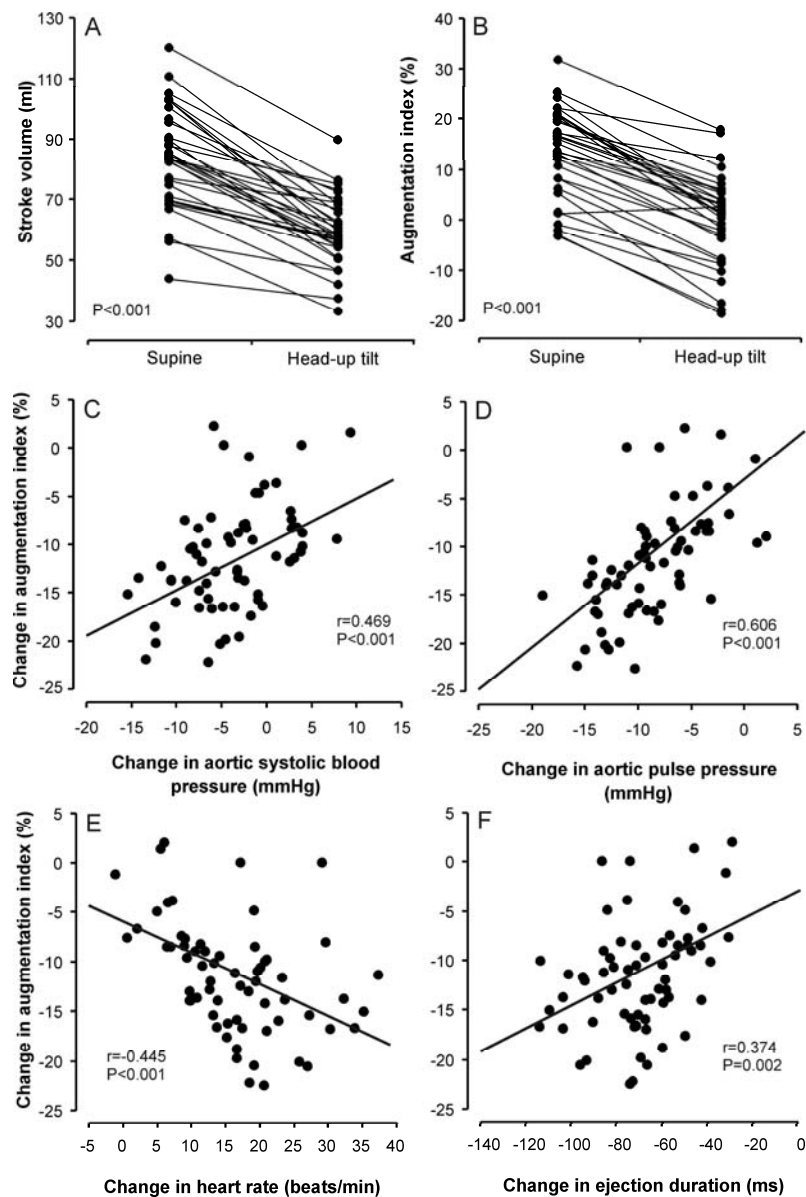 A
B
130
110
90
70
50
30
Stroke volume (ml)
P<0.001
Supine
Head-up tilt
40
30
20
10
0
-10
-20
Augmentation index (%)
P<0.001
Supine
Head-up tilt
C
5
0
-5
-10
-15
-20
-25
Change in augmentation index (%)
r=0.469
P<0.001
-20
-15
-10
-5
0
5
10
15
Change in aortic systolic blood
pressure (mmHg)
D
5
0
-5
-10
-15
-20
-25
r=0.606
P<0.001
-25
-20
-15
-10
-5
0
5
Change in aortic pulse pressure
(mmHg)
E
5
0
-5
-10
-15
-20
-25
Change in augmentation index (%)
r=-0.445
P<0.001
-5
0
5
10
15
20
25
30
35
40
Change in heart rate (beats/min)
F
5
0
-5
-10
-15
-20
-25
r=0.374
P=0.002
-140
-120
-100
-80
-60
-40
-20
0
Change in ejection duration (ms)